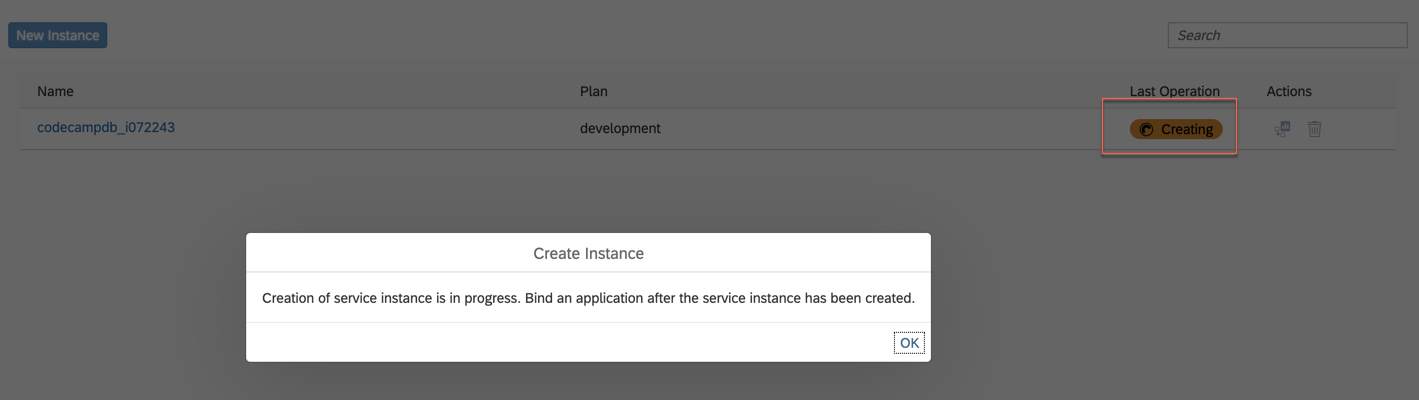 New Instance
Search
Name Plan Last Operation Actions
codecampdb_i072243 development Creating
Create Instance
Creation of service instance is in progress. Bind an application after the service instance has been created.
OK